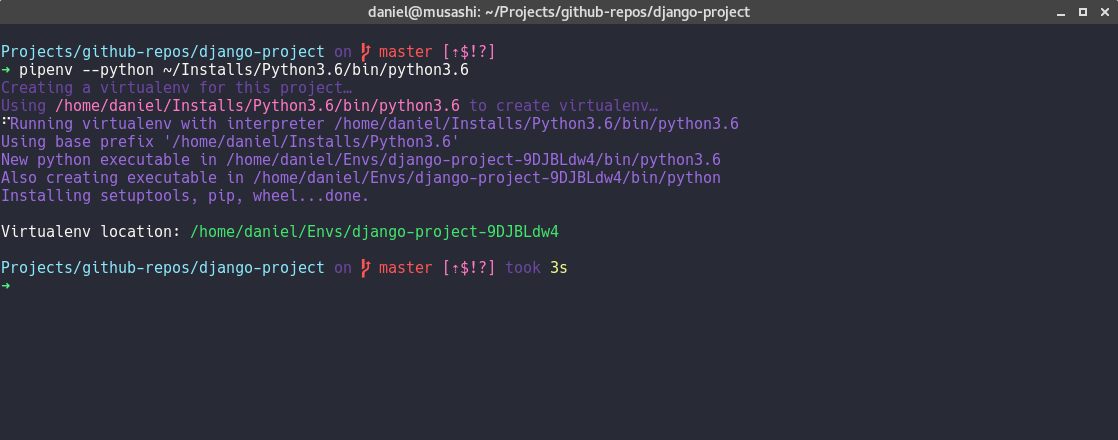 daniel@musashi: ~/Projects/github-repos/django-project
Projects/github-repos/django-project on master [⇡$!?]
➜ pipenv --python ~/Installs/Python3.6/bin/python3.6
Creating a virtualenv for this project…
Using /home/daniel/Installs/Python3.6/bin/python3.6 to create virtualenv…
⠋Running virtualenv with interpreter /home/daniel/Installs/Python3.6/bin/python3.6
Using base prefix '/home/daniel/Installs/Python3.6'
New python executable in /home/daniel/Envs/django-project-9DJBLdw4/bin/python3.6
Also creating executable in /home/daniel/Envs/django-project-9DJBLdw4/bin/python
Installing setuptools, pip, wheel...done.
Virtualenv location: /home/daniel/Envs/django-project-9DJBLdw4
Projects/github-repos/django-project on master [⇡$!?] took 3s
➜